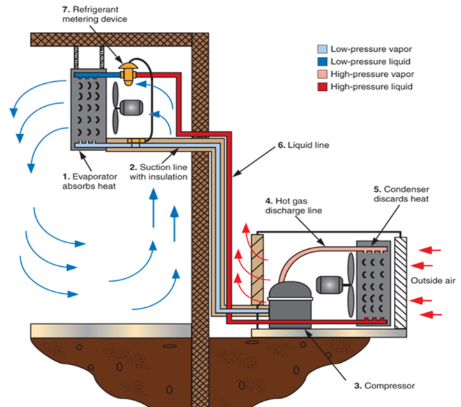 7. Refrigerant
metering device
Low-pressure vapor
Low-pressure liquid
High-pressure vapor
High-pressure liquid
6. Liquid line
1. Evaporator
absorbs heat
2. Suction line
with insulation
4. Hot gas
discharge line
5. Condenser
discards heat
Outside air
3. Compressor